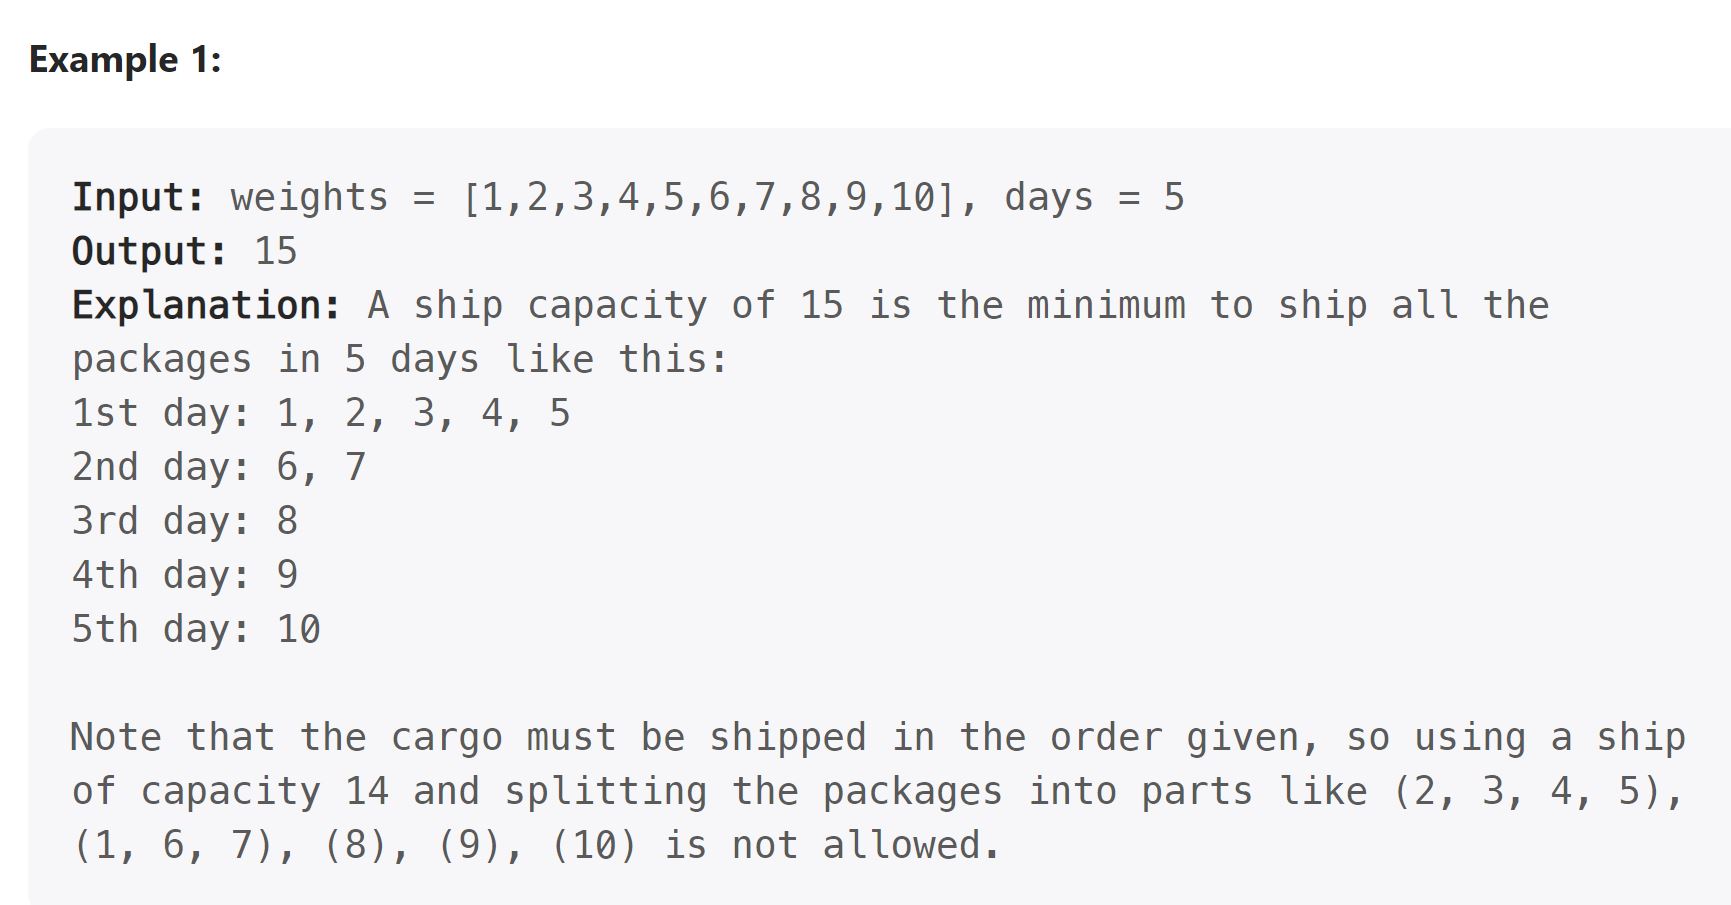 Example 1:
Input: weights = [1,2,3,4,5,6,7,8,9,10], days = 5
Output: 15
Explanation: A ship capacity of 15 is the minimum to ship all the
packages in 5 days like this:
1st day: 1, 2, 3, 4, 5
2nd day: 6, 7
3rd day: 8
4th day: 9
5th day: 10
Note that the cargo must be shipped in the order given, so using a ship
of capacity 14 and splitting the packages into parts like (2, 3, 4, 5),
(1, 6, 7), (8), (9), (10) is not allowed.